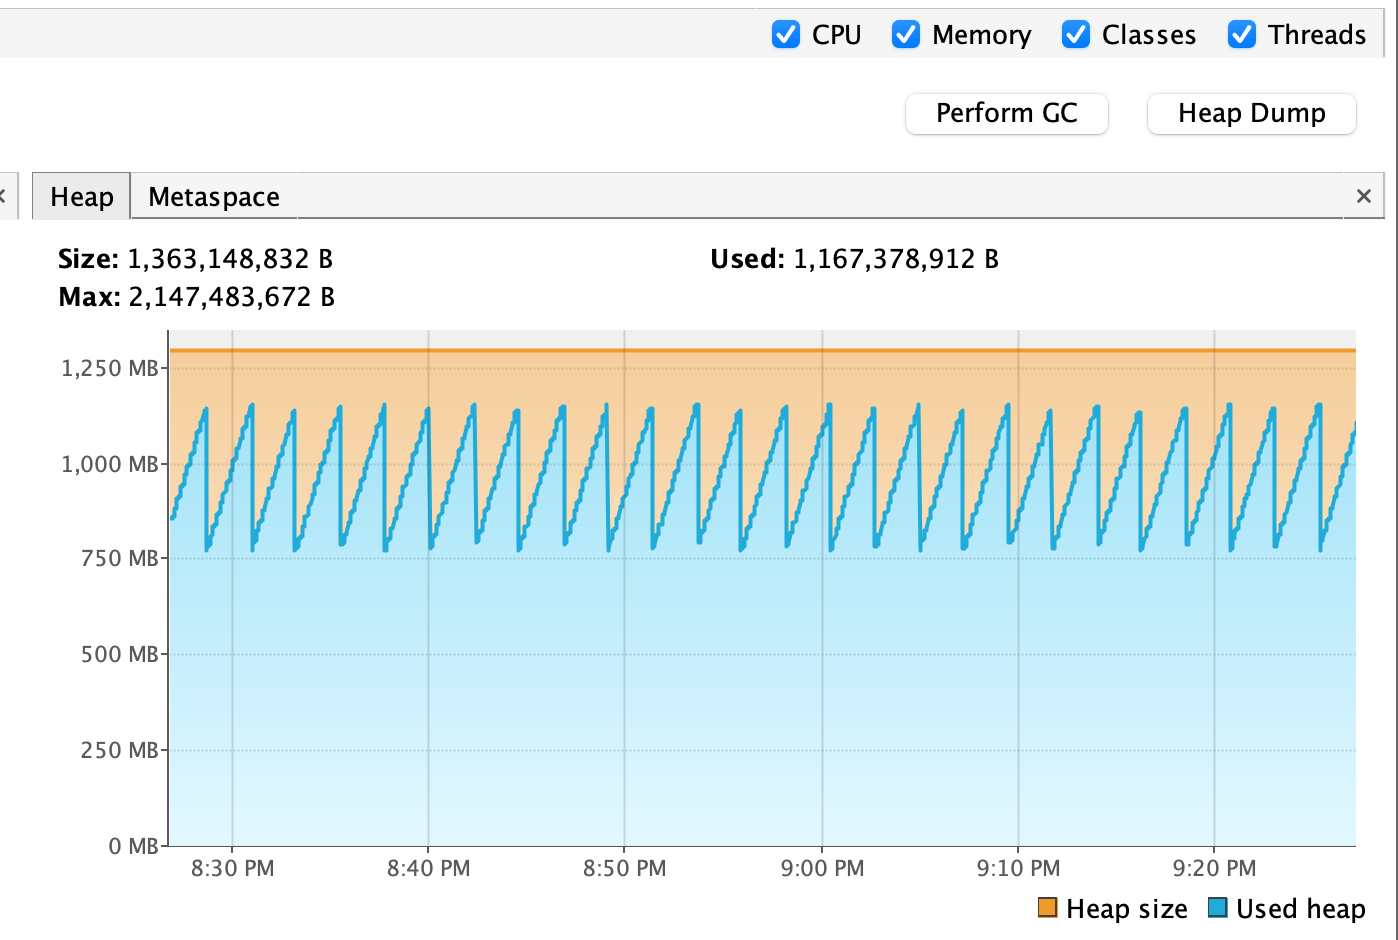 CPU Memory Classes Threads
Perform GC Heap Dump
Heap Metaspace
Size: 1,363,148,832 B Used: 1,167,378,912 B
Max: 2,147,483,672 B
1,250 MB
1,000 MB
750 MB
500 MB
250 MB
0 MB
8:30 PM 8:40 PM 8:50 PM 9:00 PM 9:10 PM 9:20 PM
Heap size Used heap